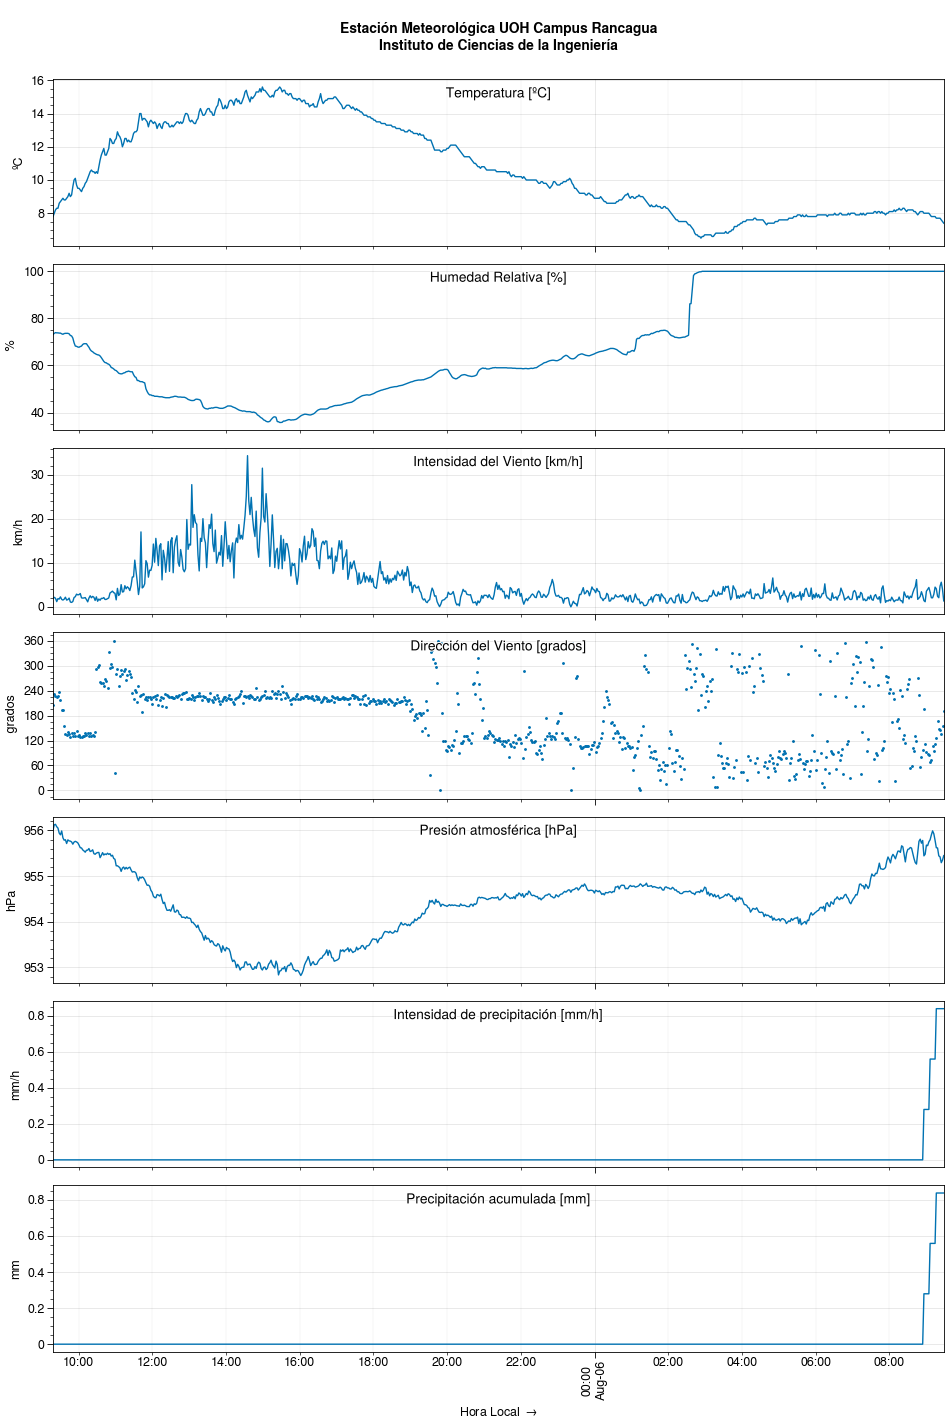 Estación Meteorológica UOH Campus Rancagua
Instituto de Ciencias de la Ingeniería
Temperatura [ºC]
ºC
16
14
12
10
8
Humedad Relativa [%]
%
100
80
60
40
Intensidad del Viento [km/h]
km/h
30
20
10
0
Dirección del Viento [grados]
grados
360
300
240
180
120
60
0
Presión atmosférica [hPa]
hPa
956
955
954
953
Intensidad de precipitación [mm/h]
mm/h
0.8
0.6
0.4
0.2
0
Precipitación acumulada [mm]
mm
0.8
0.6
0.4
0.2
0
10:00 12:00 14:00 16:00 18:00 20:00 22:00 00:00 02:00 04:00 06:00 08:00
Aug-06
Hora Local →